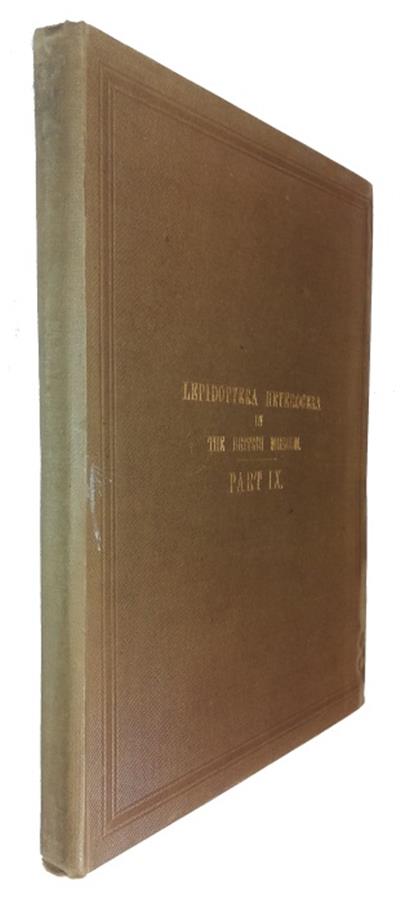 LEPIDOPTERA HETEROCERA
IN
THE BRITISH MUSEUM.
PART IX.